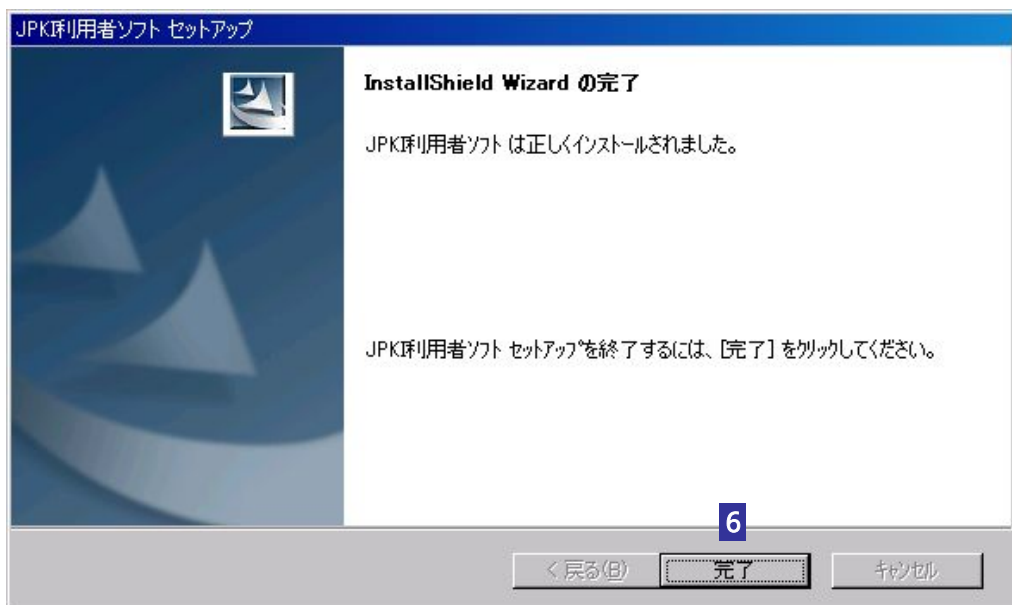 JPKI利用者ソフト セットアップ
InstallShield Wizard の完了
JPKI利用者ソフト は正しくインストールされました。
JPKI利用者ソフト セットアップを終了するには、[完了] をクリックしてください。
6
< 戻る(B)
完了
キャンセル